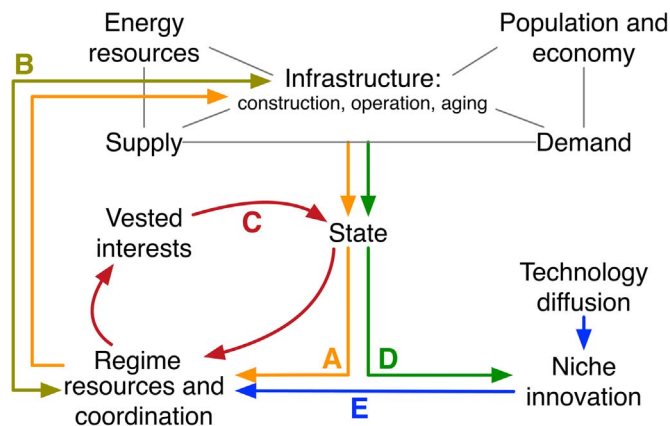 Energy
resources
Population and
economy
B
Infrastructure:
construction, operation, aging
Supply
Demand
Vested
interests
C
State
Technology
diffusion
Regime
resources and
coordination
A
D
Niche
innovation
E